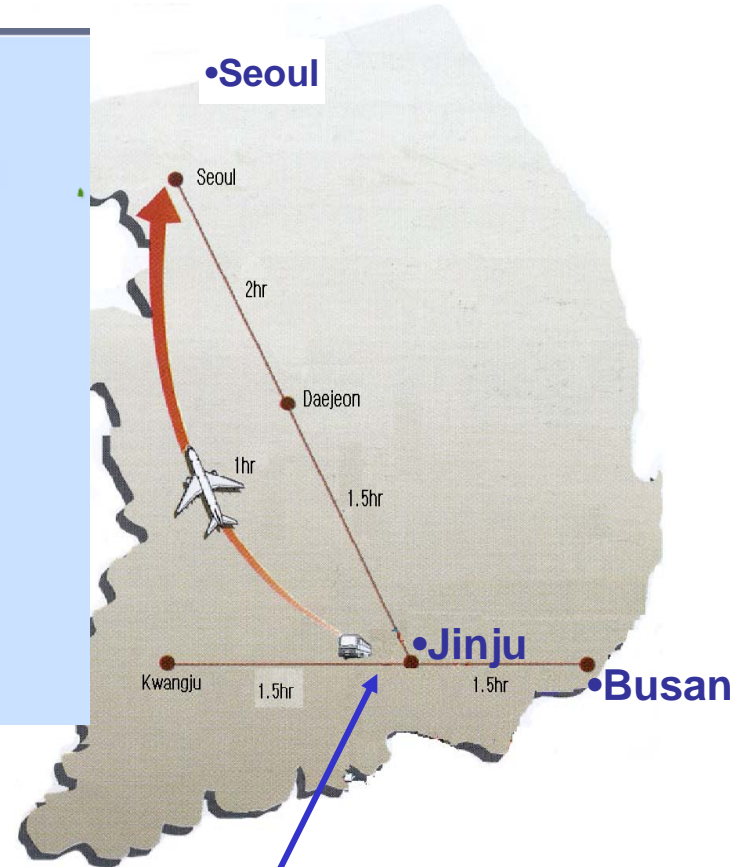 •Seoul
Seoul
2hr
Daejeon
1hr
1.5hr
•Jinju
Kwangju
1.5hr
1.5hr
•Busan